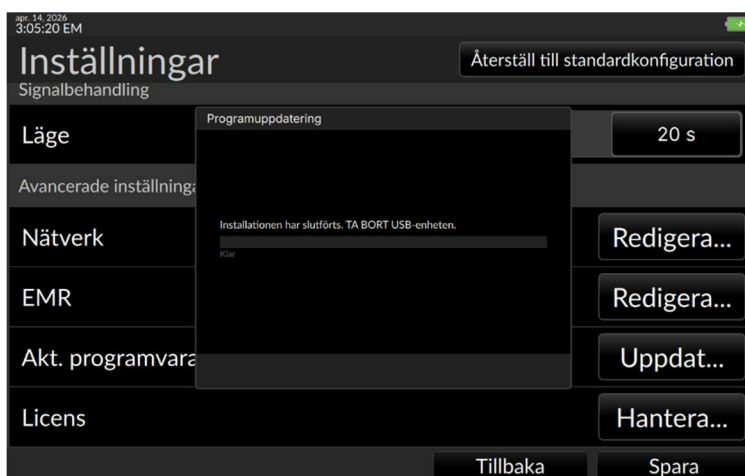 apr. 14, 2026
3:05:20 EM
Inställningar
Återställ till standardkonfiguration
Signalbehandling
Programuppdatering
Läge
20 s
Avancerade inställninga
Installationen har slutförts. TA BORT USB-enheten.
Klar
Nätverk
Redigera...
EMR
Redigera...
Akt. programvara
Uppdat...
Licens
Hantera...
Tillbaka
Spara